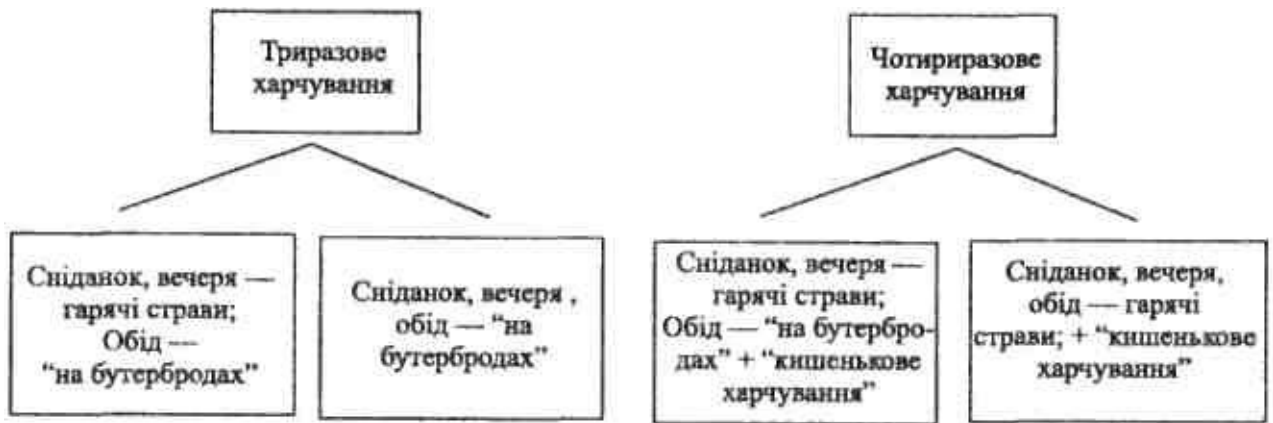 Триразове
харчування
Чотириразове
харчування
Сніданок, вечеря —
гарячі страви;
Обід —
“на бутербродах”
Сніданок, вечеря ,
обід — “на
бутербродах”
Сніданок, вечеря —
гарячі страви;
Обід — “на бутербро-
дах” + “кишенькове
харчування”
Сніданок, вечеря,
обід — гарячі
страви; + “кишенькове
харчування”